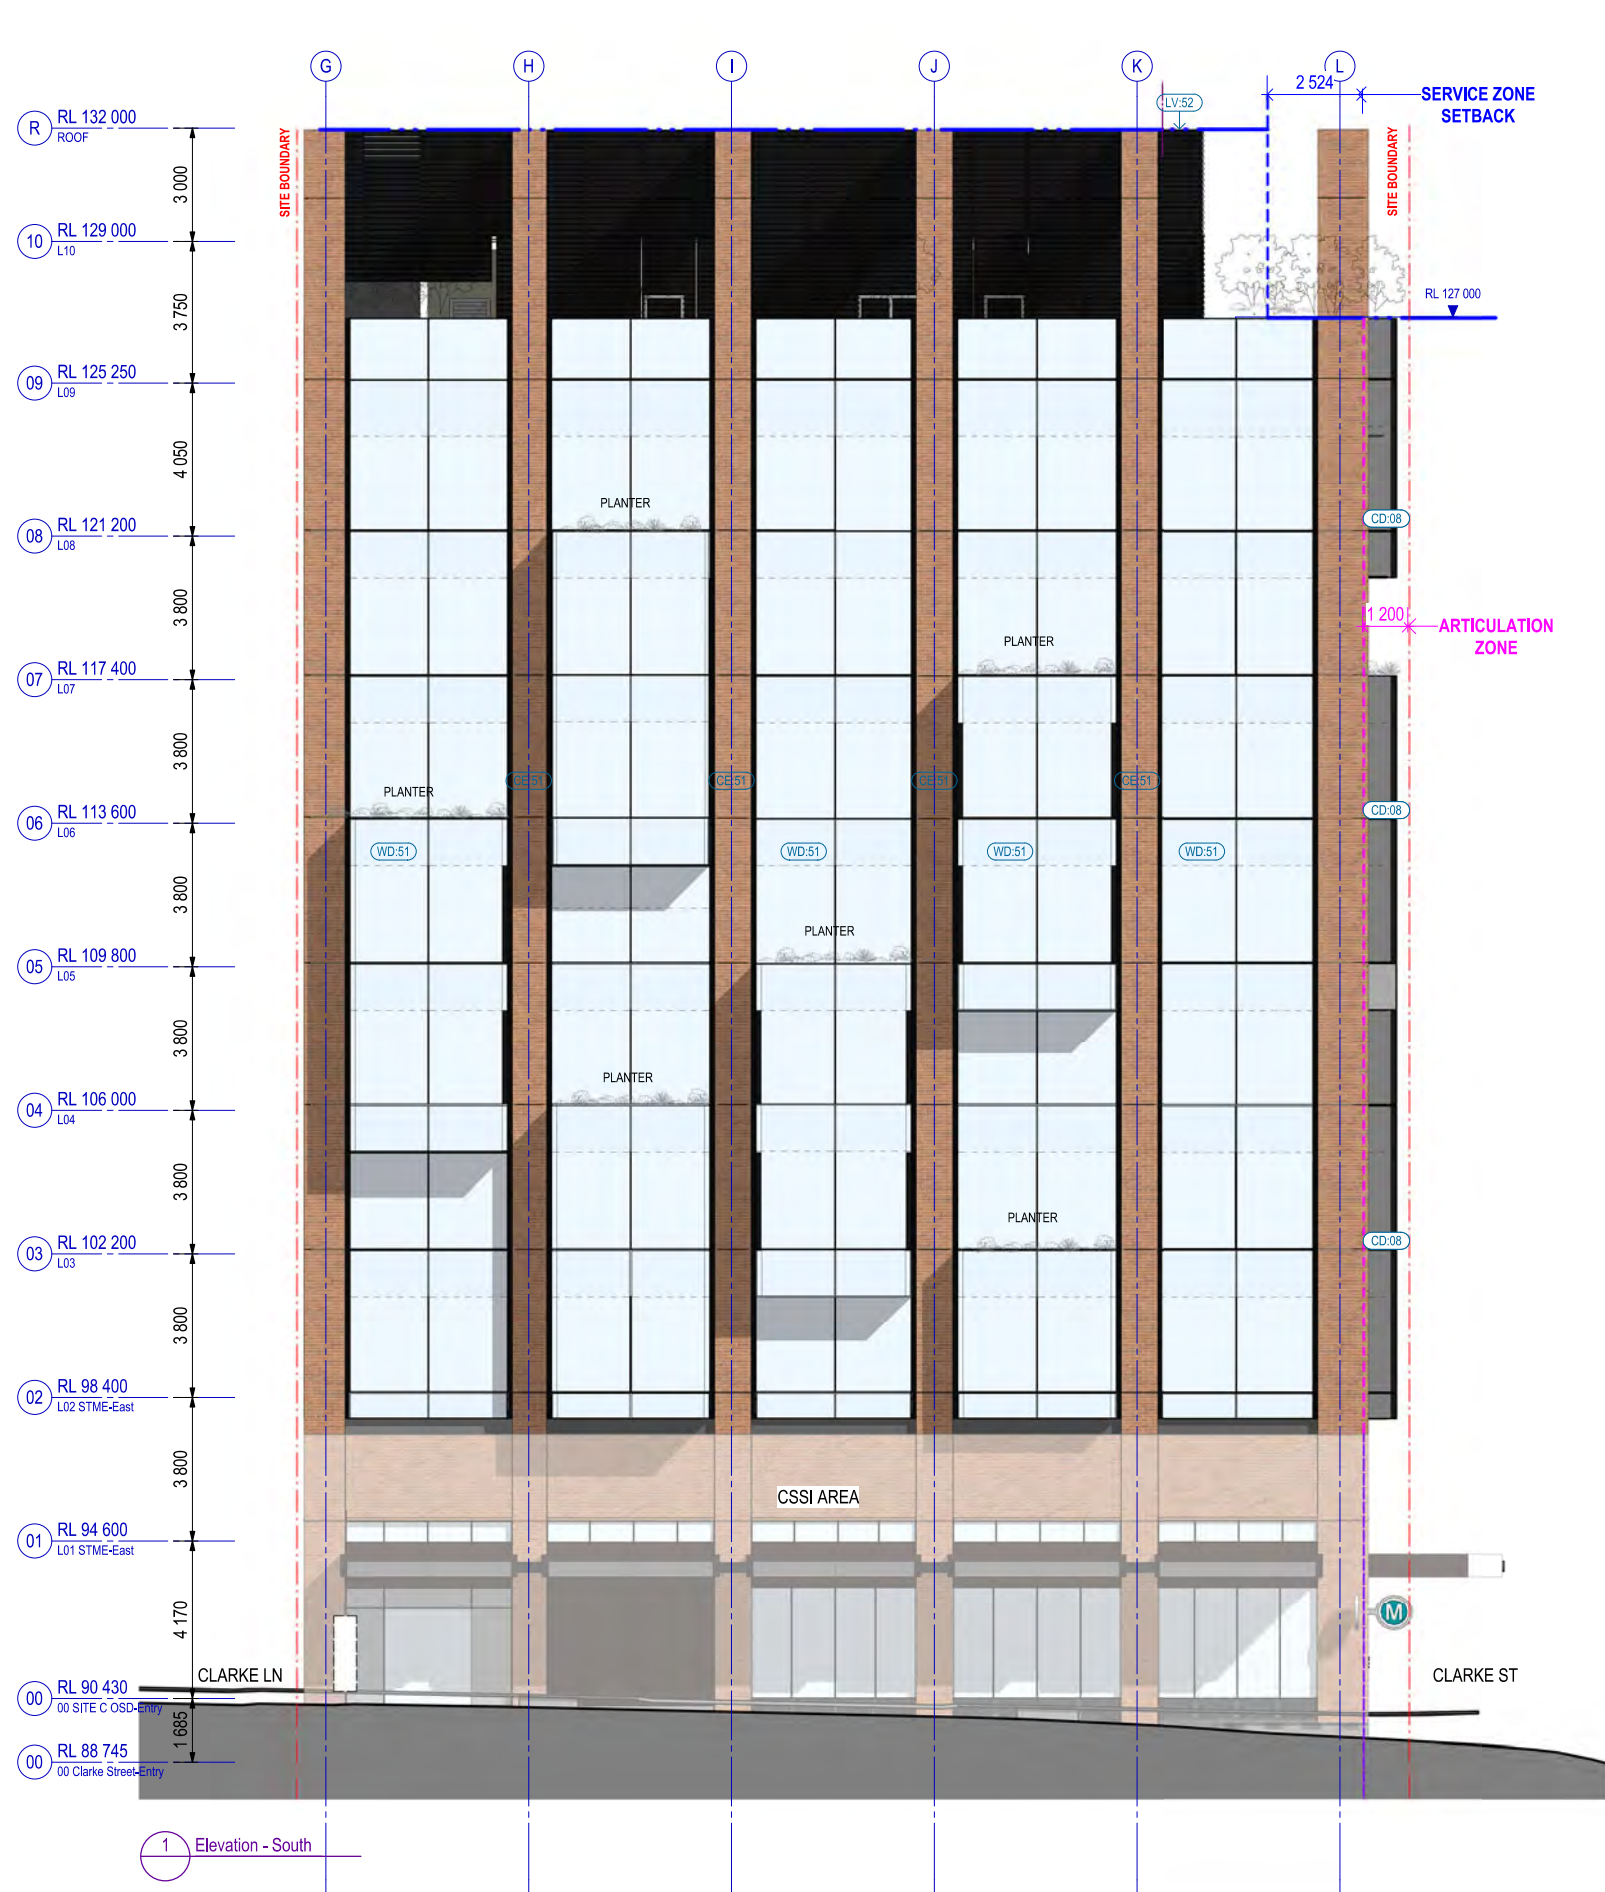 G H I J K L
2 524
SERVICE ZONE
SETBACK
LV:52
R RL 132 000
ROOF
SITE BOUNDARY
SITE BOUNDARY
3 000
10 RL 129 000
L10
RL 127 000
3 750
09 RL 125 250
L09
4 050
PLANTER
08 RL 121 200
L08
CD:08
3 800
1 200
ARTICULATION
ZONE
PLANTER
07 RL 117 400
L07
3 800
CE:51 CE:51 CE:51 CE:51
PLANTER
06 RL 113 600
L06
CD:08
WD:51 WD:51 WD:51 WD:51
3 800
PLANTER
05 RL 109 800
L05
3 800
PLANTER
04 RL 106 000
L04
3 800
PLANTER
03 RL 102 200
L03
CD:08
3 800
02 RL 98 400
L02 STME-East
3 800
CSSI AREA
01 RL 94 600
L01 STME-East
4 170
M
CLARKE LN
CLARKE ST
00 RL 90 430
00 SITE C OSD-Entry
1 685
00 RL 88 745
00 Clarke Street-Entry
1 Elevation - South